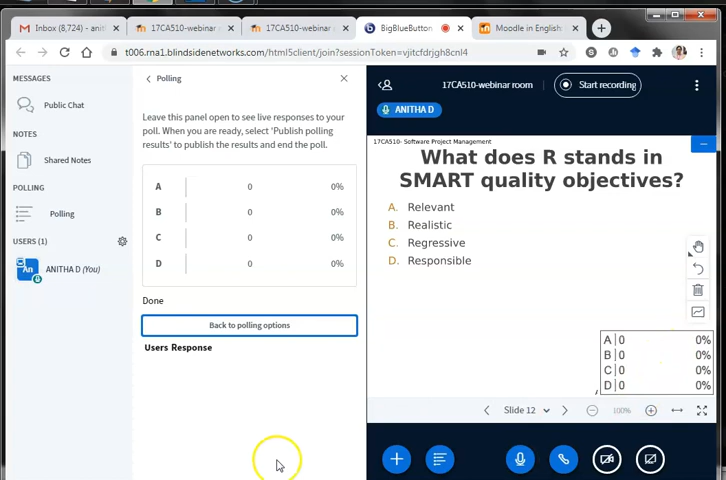 Inbox (8,724) - anit
17CA510-webinar
17CA510-webinar
BigBlueButton
Moodle in English
t006.rna1.blindsidenetworks.com/html5client/join?sessionToken=vjitcfdrjgh8cnl4
MESSAGES
Public Chat
NOTES
Shared Notes
POLLING
Polling
USERS (1)
An
ANITHA D (You)
Polling
Leave this panel open to see live responses to your
poll. When you are ready, select 'Publish polling
results' to publish the results and end the poll.
A 0 0%
B 0 0%
C 0 0%
D 0 0%
Done
Back to polling options
Users Response
17CA510-webinar room
Start recording
ANITHA D
17CA510- Software Project Management
What does R stands in
SMART quality objectives?
A. Relevant
B. Realistic
C. Regressive
D. Responsible
A 0 0%
B 0 0%
C 0 0%
D 0 0%
Slide 12
100%